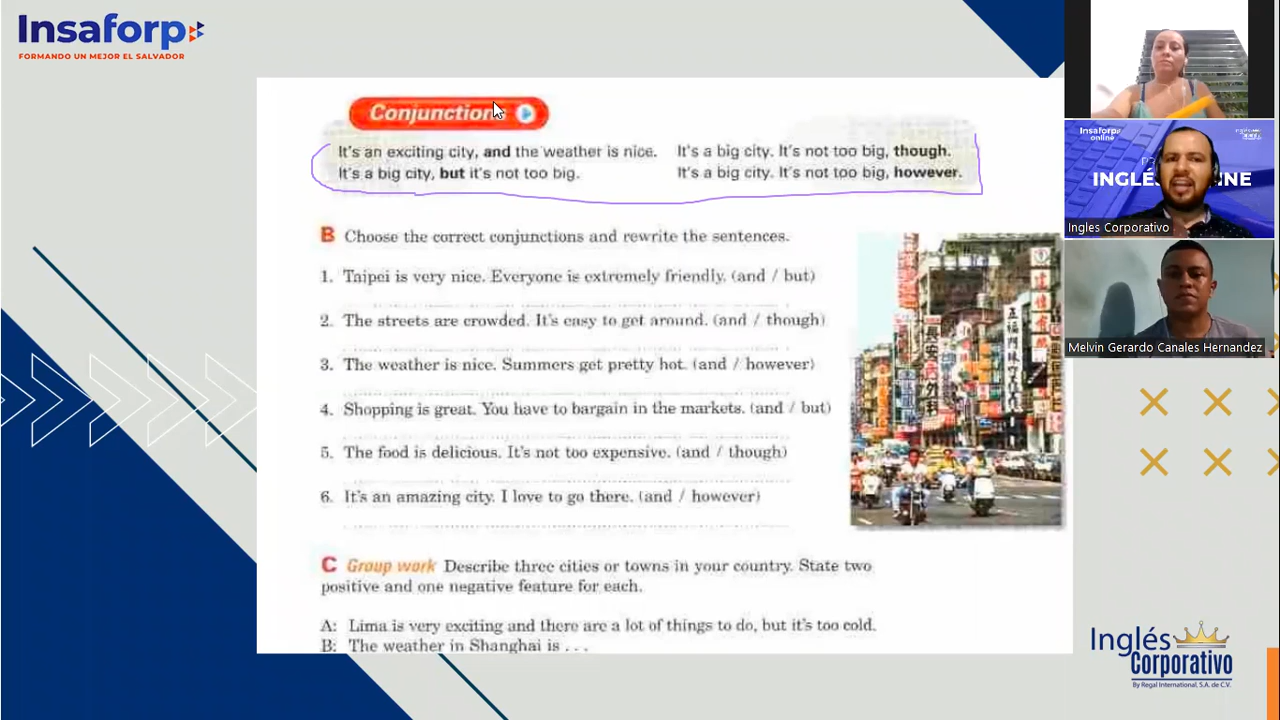 Insaforp
FORMANDO UN MEJOR EL SALVADOR
Conjunctions
It's an exciting city, and the weather is nice. It's a big city. It's not too big, though.
It's a big city, but it's not too big. It's a big city. It's not too big, however.
B Choose the correct conjunctions and rewrite the sentences.
1. Taipei is very nice. Everyone is extremely friendly. (and / but)
2. The streets are crowded. It's easy to get around. (and / though)
3. The weather is nice. Summers get pretty hot. (and / however)
4. Shopping is great. You have to bargain in the markets. (and / but)
5. The food is delicious. It's not too expensive. (and / though)
6. It's an amazing city. I love to go there. (and / however)
C Group work Describe three cities or towns in your country. State two
positive and one negative feature for each.
A: Lima is very exciting and there are a lot of things to do, but it's too cold.
B: The weather in Shanghai is . . .
Insaforp
online
INGLÉS ONLINE
Ingles Corporativo
Melvin Gerardo Canales Hernandez
Inglés
Corporativo
By Regal International, S.A. de C.V.